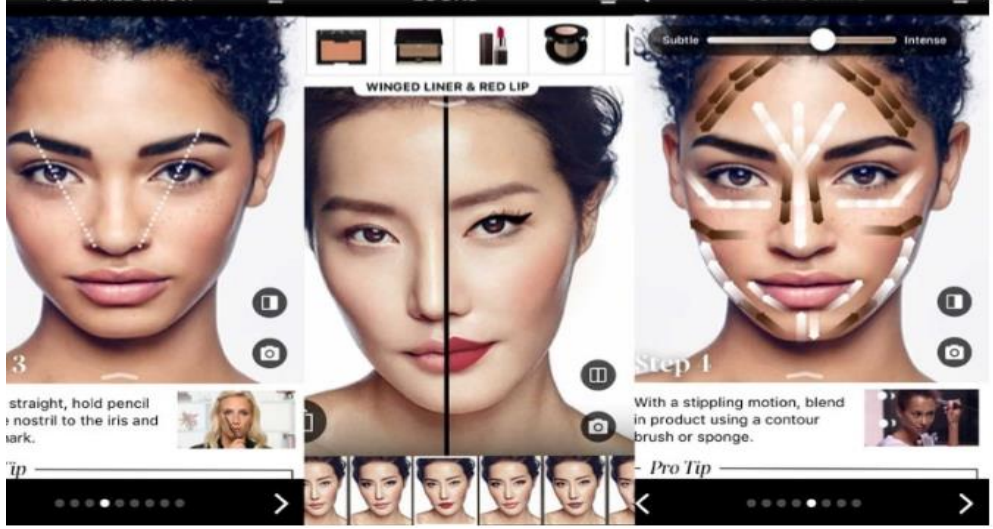 3
straight, hold pencil
nostril to the iris and
Tip
WINGED LINER & RED LIP
Subtle
Intense
Step 4
With a stippling motion, blend
in product using a contour
brush or sponge.
Pro Tip